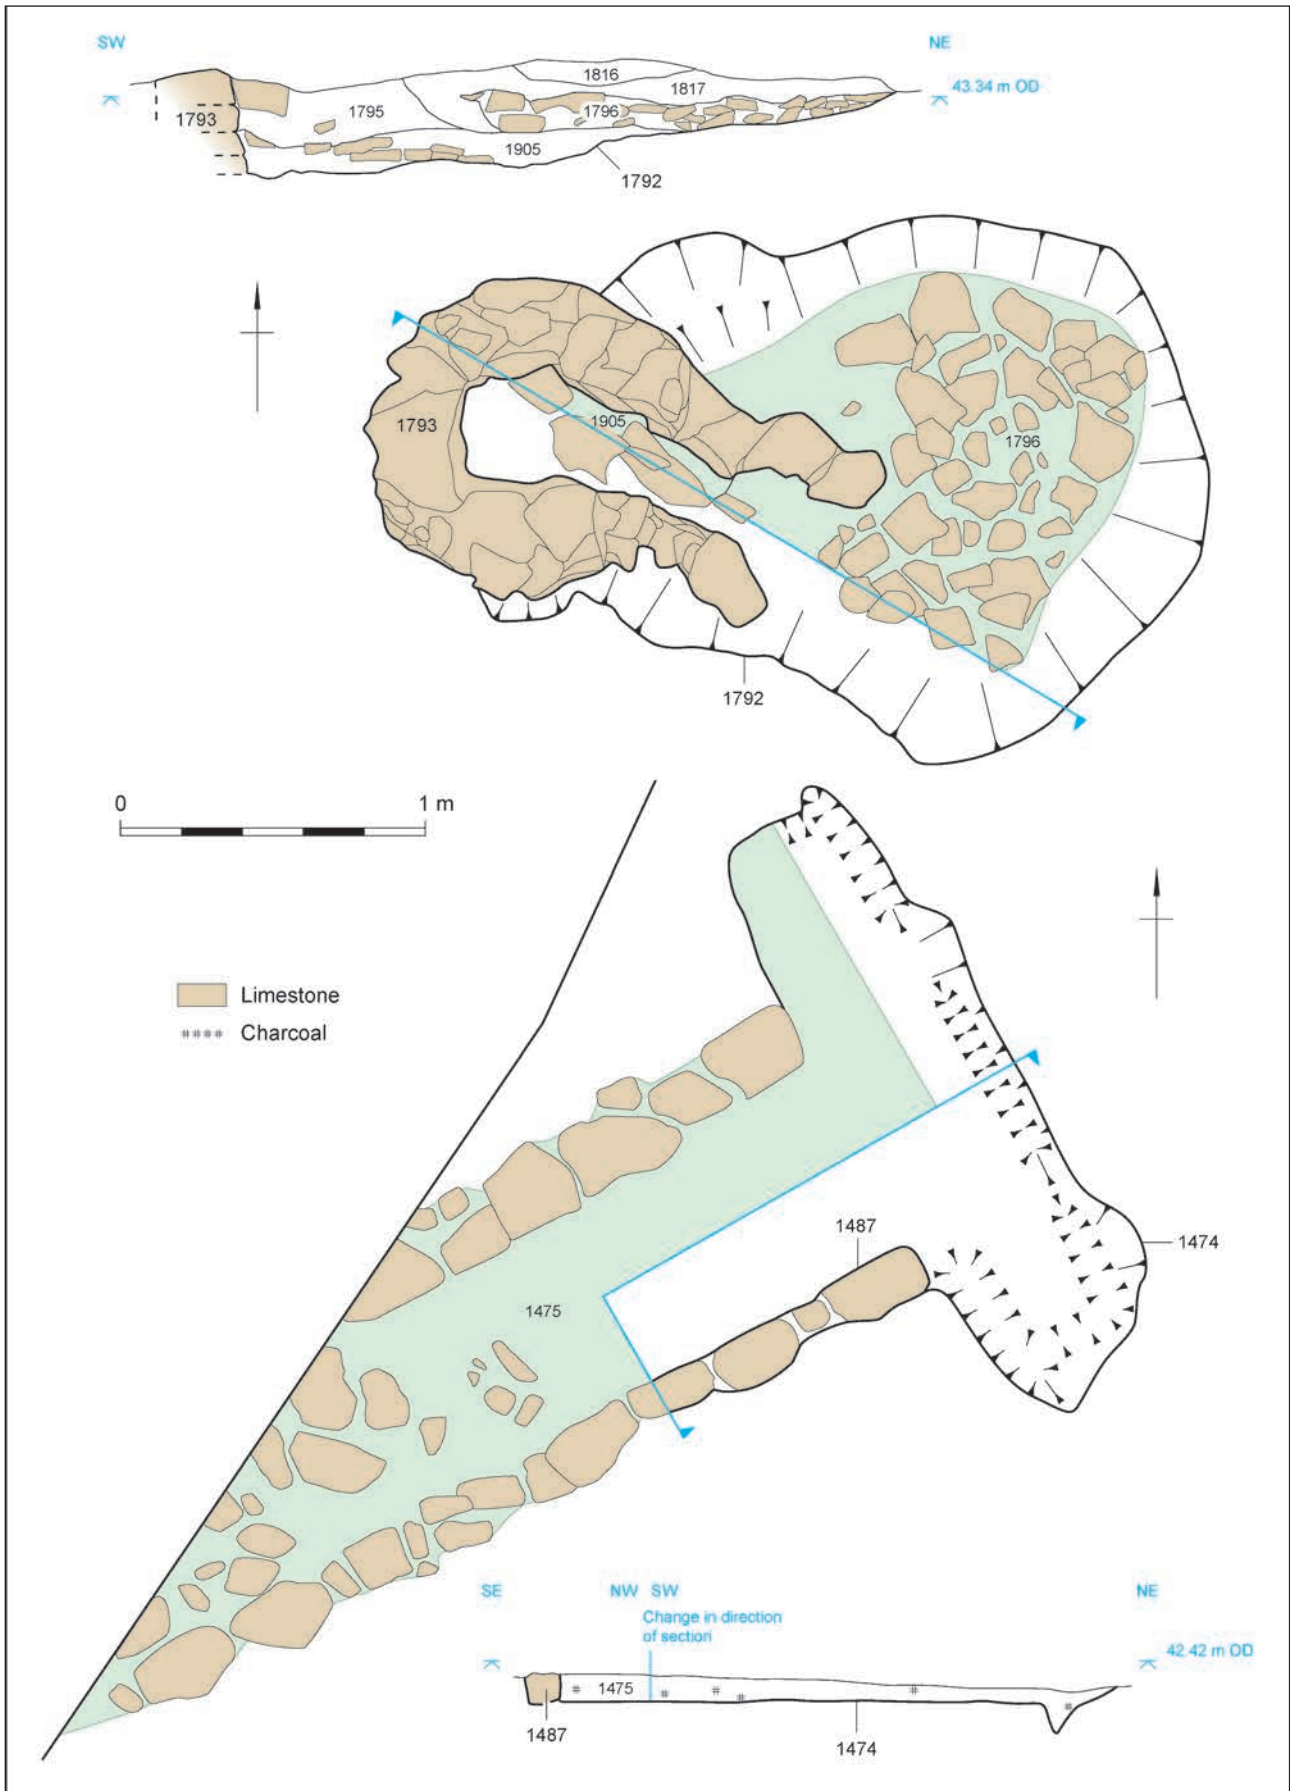 SW NE
1816
43.34 m OD
1817
1795
1796
1793
1905
1792
1905
1793
1796
1792
0 1 m
Limestone
Charcoal
1487
1474
1475
SE NW SW NE
Change in direction
of section
42.42 m OD
1475
1487
1474